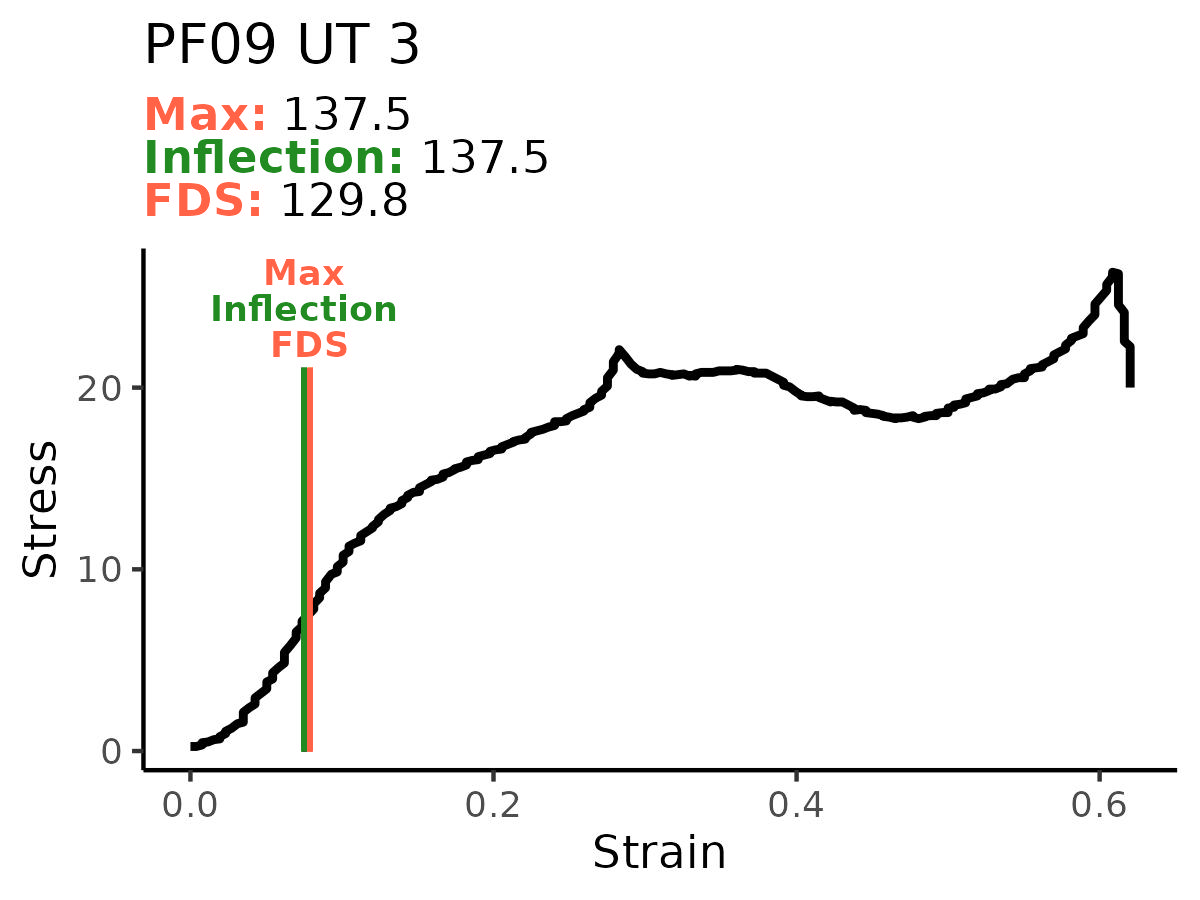 PF09 UT 3
Max: 137.5
Inflection: 137.5
FDS: 129.8
Max
Inflection
FDS
20
10
0
Stress
0.0 0.2 0.4 0.6
Strain